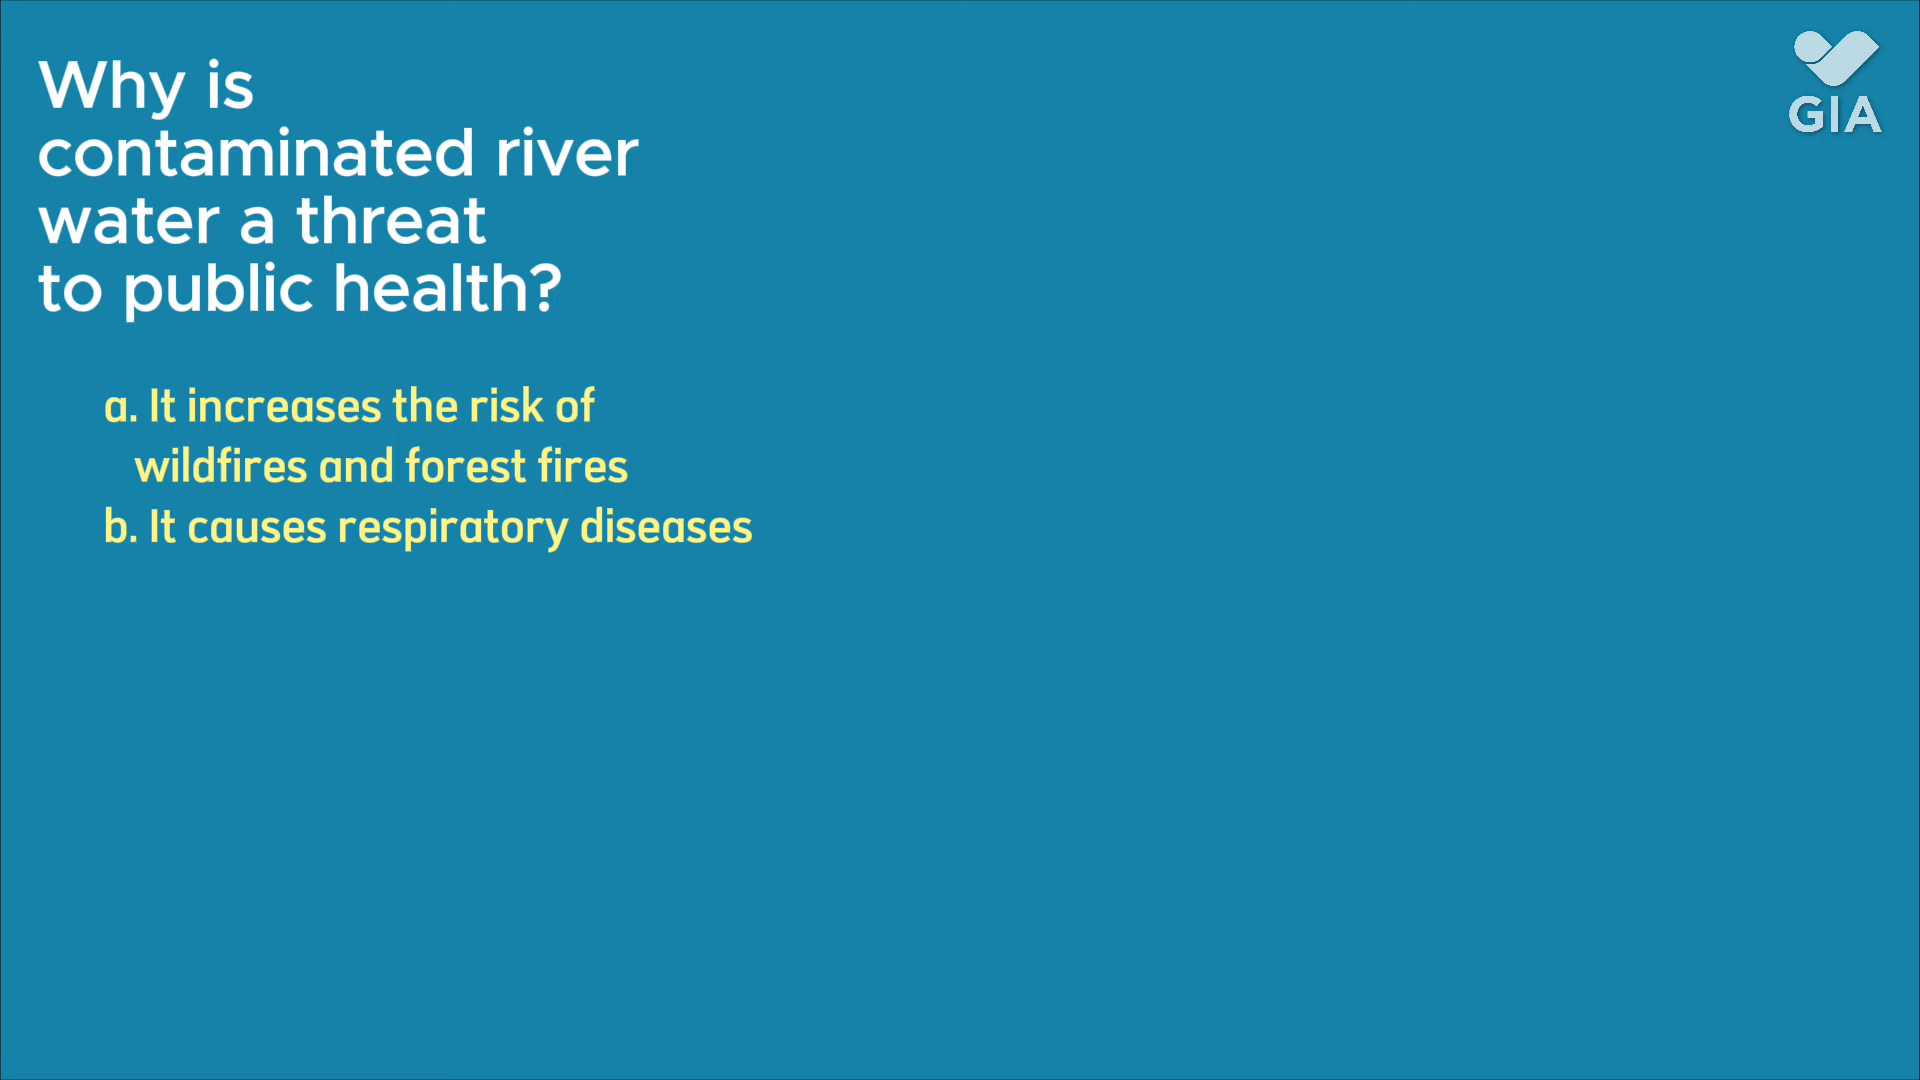 Why is
contaminated river
water a threat
to public health?
a. It increases the risk of
wildfires and forest fires
b. It causes respiratory diseases
GIA